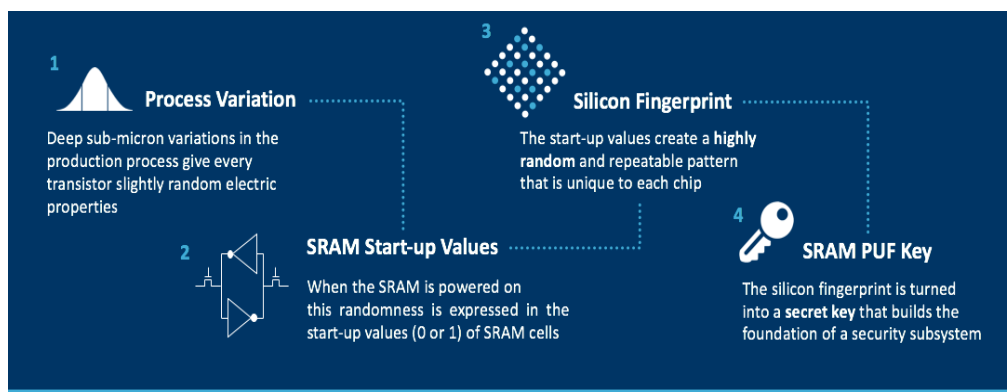 1
Process Variation
Deep sub-micron variations in the
production process give every
transistor slightly random electric
properties
2
SRAM Start-up Values
When the SRAM is powered on
this randomness is expressed in the
start-up values (0 or 1) of SRAM cells
3
Silicon Fingerprint
The start-up values create a highly
random and repeatable pattern
that is unique to each chip
4
SRAM PUF Key
The silicon fingerprint is turned
into a secret key that builds the
foundation of a security subsystem